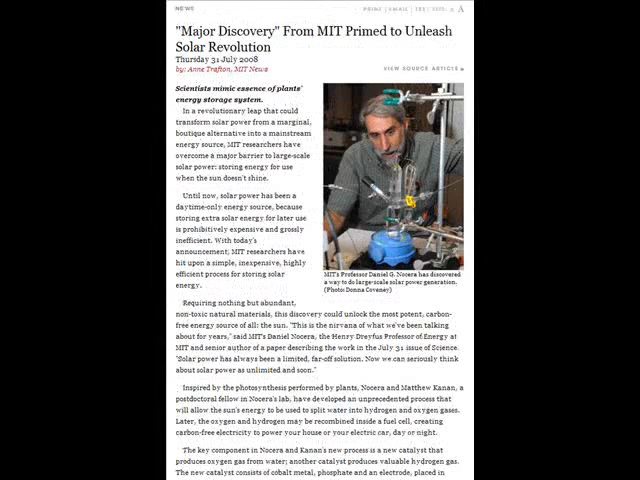 NEWS
PRINT | EMAIL |
A
"Major Discovery" From MIT Primed to Unleash
Solar Revolution
Thursday 31 July 2008
by: Anne Trafton, MIT News
VIEW SOURCE ARTICLE »
Scientists mimic essence of plants'
energy storage system.
In a revolutionary leap that could
transform solar power from a marginal,
boutique alternative into a mainstream
energy source, MIT researchers have
overcome a major barrier to large-scale
solar power: storing energy for use
when the sun doesn't shine.
Until now, solar power has been a
daytime-only energy source, because
storing extra solar energy for later use
is prohibitively expensive and grossly
inefficient. With today's
announcement, MIT researchers have
hit upon a simple, inexpensive, highly
efficient process for storing solar
energy.
MIT's Professor Daniel G. Nocera has discovered
a way to do large-scale solar power generation.
(Photo: Donna Coveney)
Requiring nothing but abundant,
non-toxic natural materials, this discovery could unlock the most potent, carbon-
free energy source of all: the sun. "This is the nirvana of what we've been talking
about for years," said MIT's Daniel Nocera, the Henry Dreyfus Professor of Energy at
MIT and senior author of a paper describing the work in the July 31 issue of Science.
"Solar power has always been a limited, far-off solution. Now we can seriously think
about solar power as unlimited and soon."
Inspired by the photosynthesis performed by plants, Nocera and Matthew Kanan, a
postdoctoral fellow in Nocera's lab, have developed an unprecedented process that
will allow the sun's energy to be used to split water into hydrogen and oxygen gases.
Later, the oxygen and hydrogen may be recombined inside a fuel cell, creating
carbon-free electricity to power your house or your electric car, day or night.
The key component in Nocera and Kanan's new process is a new catalyst that
produces oxygen gas from water; another catalyst produces valuable hydrogen gas.
The new catalyst consists of cobalt metal, phosphate and an electrode, placed in